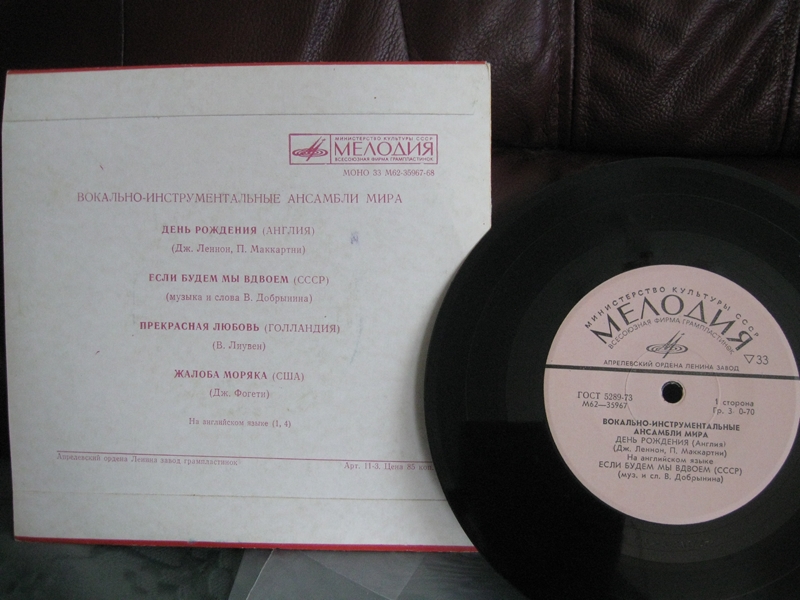 МИНИСТЕРСТВО КУЛЬТУРЫ СССР
МЕЛОДИЯ
ВСЕСОЮЗНАЯ ФИРМА ГРАМПЛАСТИНОК
МОНО 33 М62-35967-68
ВОКАЛЬНО-ИНСТРУМЕНТАЛЬНЫЕ АНСАМБЛИ МИРА
ДЕНЬ РОЖДЕНИЯ (АНГЛИЯ)
(Дж. Леннон, П. Маккартни)
ЕСЛИ БУДЕМ МЫ ВДВОЕМ (СССР)
(музыка и слова В. Добрынина)
ПРЕКРАСНАЯ ЛЮБОВЬ (ГОЛЛАНДИЯ)
(В. Лиувен)
ЖАЛОБА МОРЯКА (США)
(Дж. Фогети)
На английском языке (1, 4)
Апрелевский ордена Ленина завод грампластинок
Арт. 11-3. Цена 85 коп.
МИНИСТЕРСТВО КУЛЬТУРЫ СССР
МЕЛОДИЯ
ВСЕСОЮЗНАЯ ФИРМА ГРАМПЛАСТИНОК
АПРЕЛЕВСКИЙ ОРДЕНА ЛЕНИНА ЗАВОД
33
ГОСТ 5289-73
М62—35967
1 сторона
Гр. 3. 0-70
ВОКАЛЬНО-ИНСТРУМЕНТАЛЬНЫЕ
АНСАМБЛИ МИРА
ДЕНЬ РОЖДЕНИЯ (Англия)
(Дж. Леннон, П. Маккартни)
На английском языке
ЕСЛИ БУДЕМ МЫ ВДВОЕМ (СССР)
(муз. и сл. В. Добрынина)